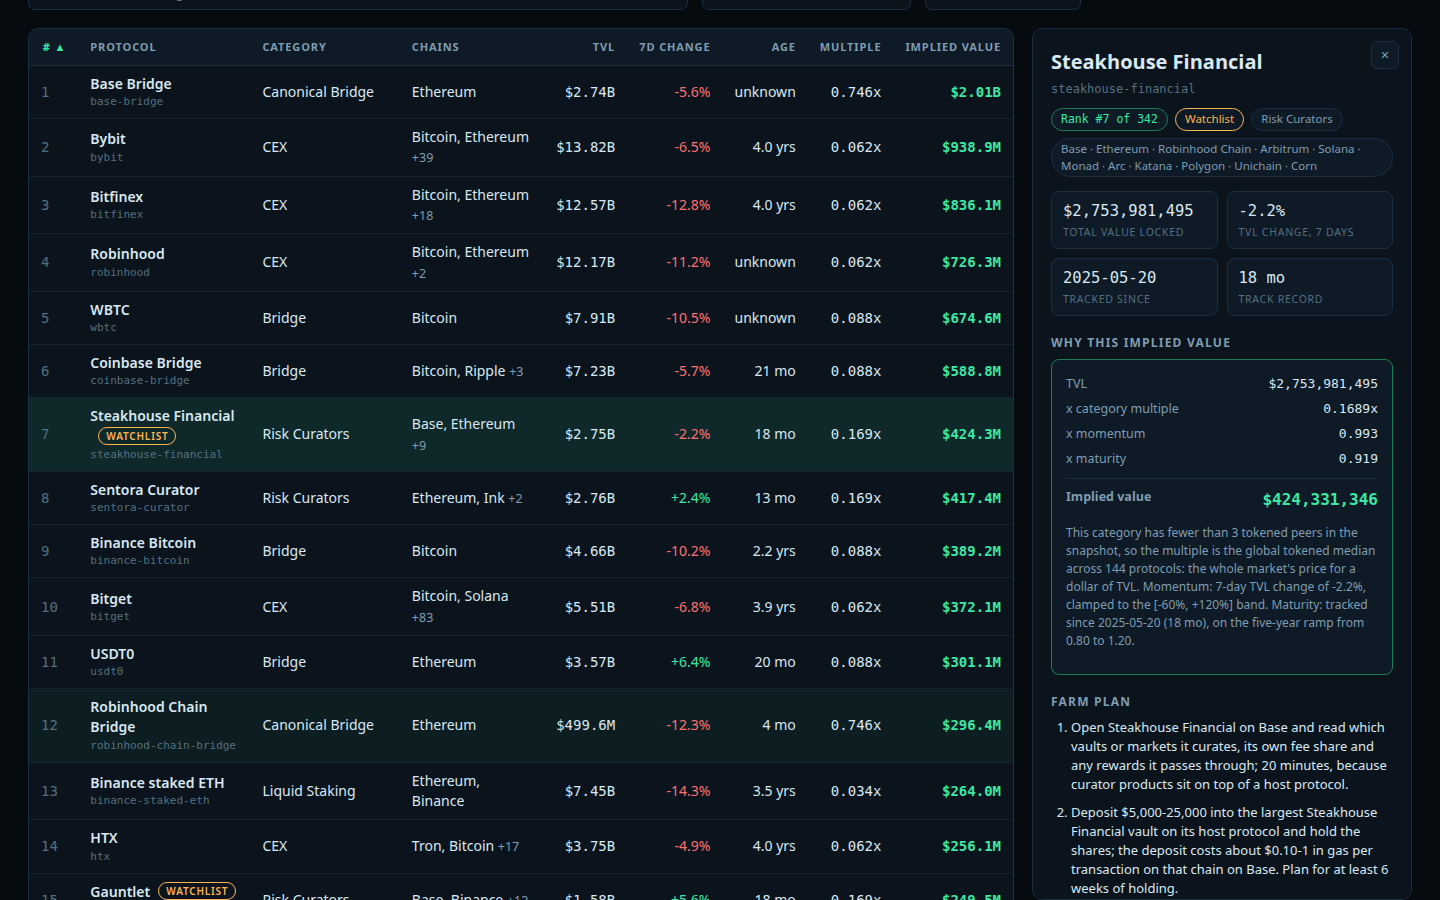 # ▲ PROTOCOL CATEGORY CHAINS TVL 7D CHANGE AGE MULTIPLE IMPLIED VALUE
1 Base Bridge Canonical Bridge Ethereum $2.74B -5.6% unknown 0.746x $2.01B
base-bridge
2 Bybit CEX Bitcoin, Ethereum $13.82B -6.5% 4.0 yrs 0.062x $938.9M
bybit +39
3 Bitfinex CEX Bitcoin, Ethereum $12.57B -12.8% 4.0 yrs 0.062x $836.1M
bitfinex +18
4 Robinhood CEX Bitcoin, Ethereum $12.17B -11.2% unknown 0.062x $726.3M
robinhood +2
5 WBTC Bridge Bitcoin $7.91B -10.5% unknown 0.088x $674.6M
wbtc
6 Coinbase Bridge Bridge Bitcoin, Ripple +3 $7.23B -5.7% 21 mo 0.088x $588.8M
coinbase-bridge
7 Steakhouse Financial Risk Curators Base, Ethereum $2.75B -2.2% 18 mo 0.169x $424.3M
WATCHLIST +9
steakhouse-financial
8 Sentora Curator Risk Curators Ethereum, Ink +2 $2.76B +2.4% 13 mo 0.169x $417.4M
sentora-curator
9 Binance Bitcoin Bridge Bitcoin $4.66B -10.2% 2.2 yrs 0.088x $389.2M
binance-bitcoin
10 Bitget CEX Bitcoin, Solana $5.51B -6.8% 3.9 yrs 0.062x $372.1M
bitget +83
11 USDT0 Bridge Ethereum $3.57B +6.4% 20 mo 0.088x $301.1M
usdt0
12 Robinhood Chain Canonical Bridge Ethereum $499.6M -12.3% 4 mo 0.746x $296.4M
Bridge
robinhood-chain-bridge
13 Binance staked ETH Liquid Staking Ethereum, $7.45B -14.3% 3.5 yrs 0.034x $264.0M
binance-staked-eth Binance
14 HTX CEX Tron, Bitcoin +17 $3.75B -4.9% 4.0 yrs 0.062x $256.1M
htx
15 Gauntlet WATCHLIST Risk Curators Base, Binance +12 $1.58B +5.6% 18 mo 0.169x $249.5M
Steakhouse Financial ×
steakhouse-financial
Rank #7 of 342 Watchlist Risk Curators
Base · Ethereum · Robinhood Chain · Arbitrum · Solana ·
Monad · Arc · Katana · Polygon · Unichain · Corn
$2,753,981,495 -2.2%
TOTAL VALUE LOCKED TVL CHANGE, 7 DAYS
2025-05-20 18 mo
TRACKED SINCE TRACK RECORD
WHY THIS IMPLIED VALUE
TVL $2,753,981,495
x category multiple 0.1689x
x momentum 0.993
x maturity 0.919
Implied value $424,331,346
This category has fewer than 3 tokened peers in the
snapshot, so the multiple is the global tokened median
across 144 protocols: the whole market's price for a
dollar of TVL. Momentum: 7-day TVL change of -2.2%,
clamped to the [-60%, +120%] band. Maturity: tracked
since 2025-05-20 (18 mo), on the five-year ramp from
0.80 to 1.20.
FARM PLAN
1. Open Steakhouse Financial on Base and read which
vaults or markets it curates, its own fee share and
any rewards it passes through; 20 minutes, because
curator products sit on top of a host protocol.
2. Deposit $5,000-25,000 into the largest Steakhouse
Financial vault on its host protocol and hold the
shares; the deposit costs about $0.10-1 in gas per
transaction on that chain on Base. Plan for at least 6
weeks of holding.